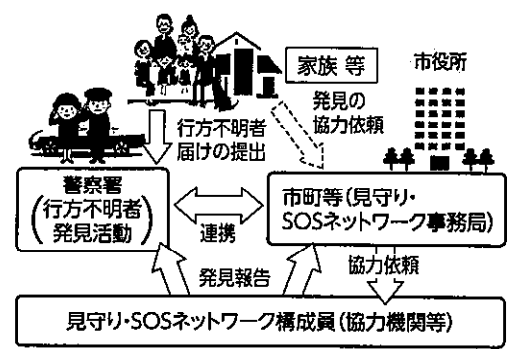 家族 等
市役所
発見の
協力依頼
行方不明者
届けの提出
警察署
(行方不明者
発見活動)
連携
市町等(見守り・
SOSネットワーク事務局)
発見報告
協力依頼
見守り・SOSネットワーク構成員(協力機関等)